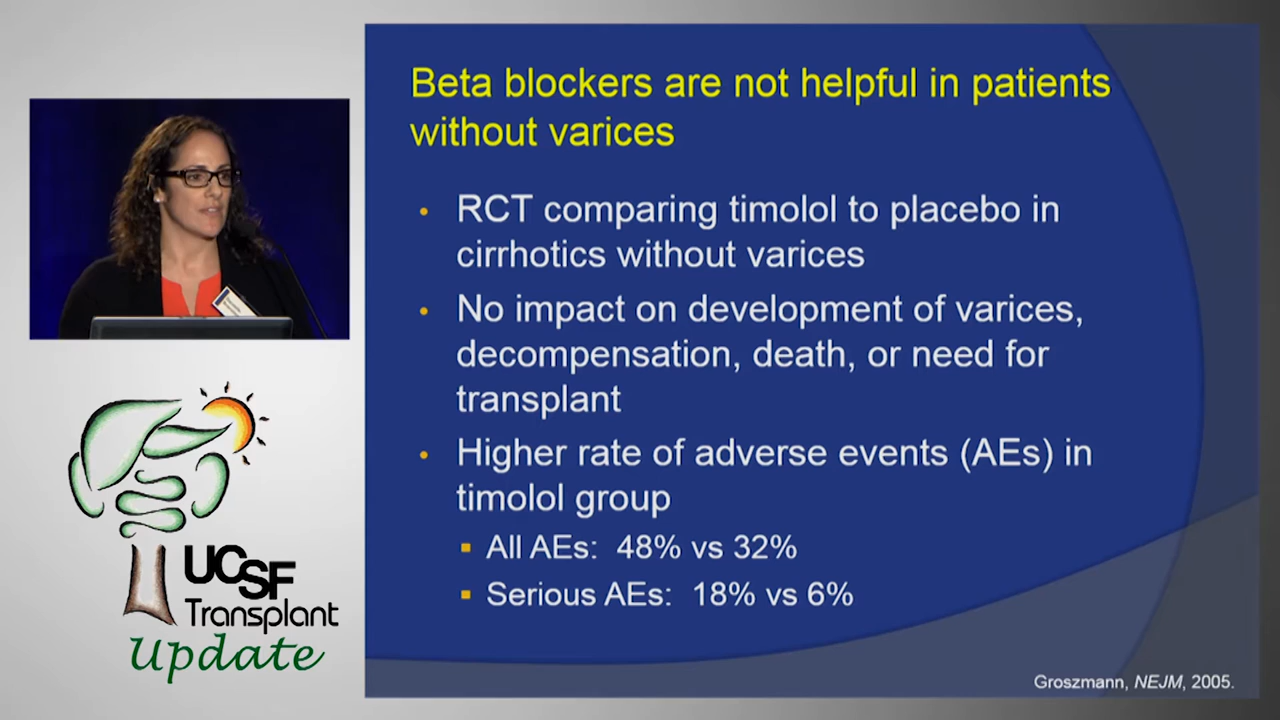 Beta blockers are not helpful in patients
without varices
• RCT comparing timolol to placebo in
cirrhotics without varices
• No impact on development of varices,
decompensation, death, or need for
transplant
• Higher rate of adverse events (AEs) in
timolol group
▪ All AEs: 48% vs 32%
▪ Serious AEs: 18% vs 6%
Groszmann, NEJM, 2005.
UCSF
Transplant
Update